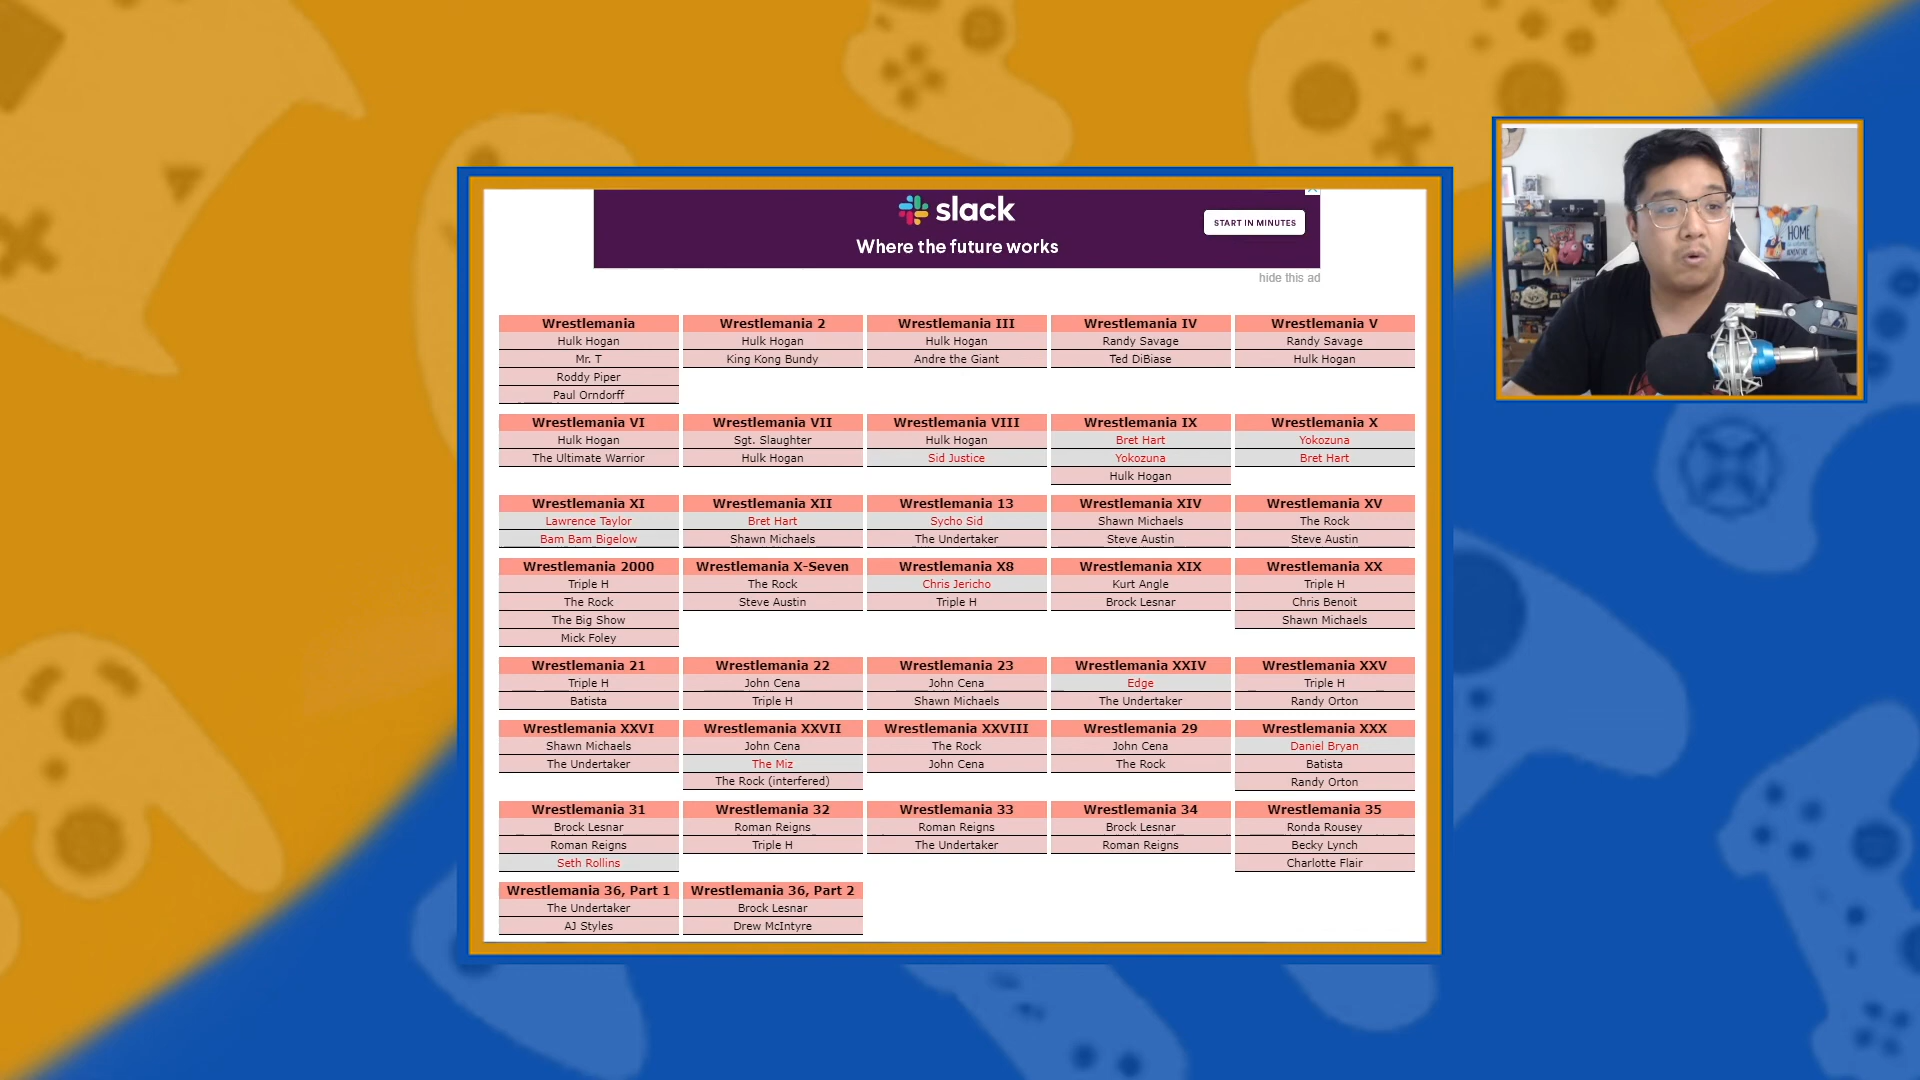 slack
Where the future works
START IN MINUTES
hide this ad
HOME
Wrestlemania
Hulk Hogan
Mr. T
Roddy Piper
Paul Orndorff
Wrestlemania 2
Hulk Hogan
King Kong Bundy
Wrestlemania III
Hulk Hogan
Andre the Giant
Wrestlemania IV
Randy Savage
Ted DiBiase
Wrestlemania V
Randy Savage
Hulk Hogan
Wrestlemania VI
Hulk Hogan
The Ultimate Warrior
Wrestlemania VII
Sgt. Slaughter
Hulk Hogan
Wrestlemania VIII
Hulk Hogan
Sid Justice
Wrestlemania IX
Bret Hart
Yokozuna
Hulk Hogan
Wrestlemania X
Yokozuna
Bret Hart
Wrestlemania XI
Lawrence Taylor
Bam Bam Bigelow
Wrestlemania XII
Bret Hart
Shawn Michaels
Wrestlemania 13
Sycho Sid
The Undertaker
Wrestlemania XIV
Shawn Michaels
Steve Austin
Wrestlemania XV
The Rock
Steve Austin
Wrestlemania 2000
Triple H
The Rock
The Big Show
Mick Foley
Wrestlemania X-Seven
The Rock
Steve Austin
Wrestlemania X8
Chris Jericho
Triple H
Wrestlemania XIX
Kurt Angle
Brock Lesnar
Wrestlemania XX
Triple H
Chris Benoit
Shawn Michaels
Wrestlemania 21
Triple H
Batista
Wrestlemania 22
John Cena
Triple H
Wrestlemania 23
John Cena
Shawn Michaels
Wrestlemania XXIV
Edge
The Undertaker
Wrestlemania XXV
Triple H
Randy Orton
Wrestlemania XXVI
Shawn Michaels
The Undertaker
Wrestlemania XXVII
John Cena
The Miz
The Rock (interfered)
Wrestlemania XXVIII
The Rock
John Cena
Wrestlemania 29
John Cena
The Rock
Wrestlemania XXX
Daniel Bryan
Batista
Randy Orton
Wrestlemania 31
Brock Lesnar
Roman Reigns
Seth Rollins
Wrestlemania 32
Roman Reigns
Triple H
Wrestlemania 33
Roman Reigns
The Undertaker
Wrestlemania 34
Brock Lesnar
Roman Reigns
Wrestlemania 35
Ronda Rousey
Becky Lynch
Charlotte Flair
Wrestlemania 36, Part 1
The Undertaker
AJ Styles
Wrestlemania 36, Part 2
Brock Lesnar
Drew McIntyre